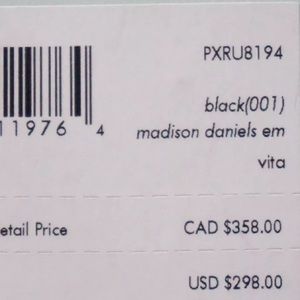 PXRU8194
11976 4
black(001)
madison daniels em
vita
etail Price CAD $358.00
USD $298.00